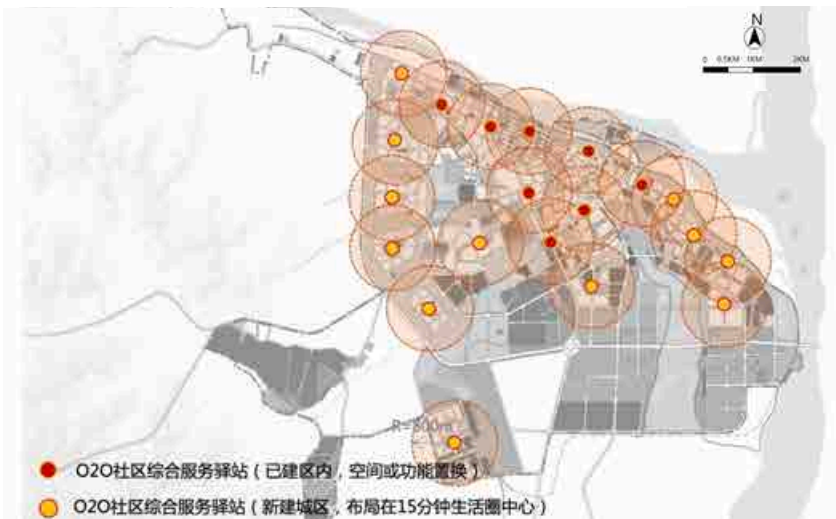 N
0 0.5KM 1KM 2KM
R=800m
O2O社区综合服务驿站（已建区内，空间或功能置换）
O2O社区综合服务驿站（新建城区，布局在15分钟生活圈中心）